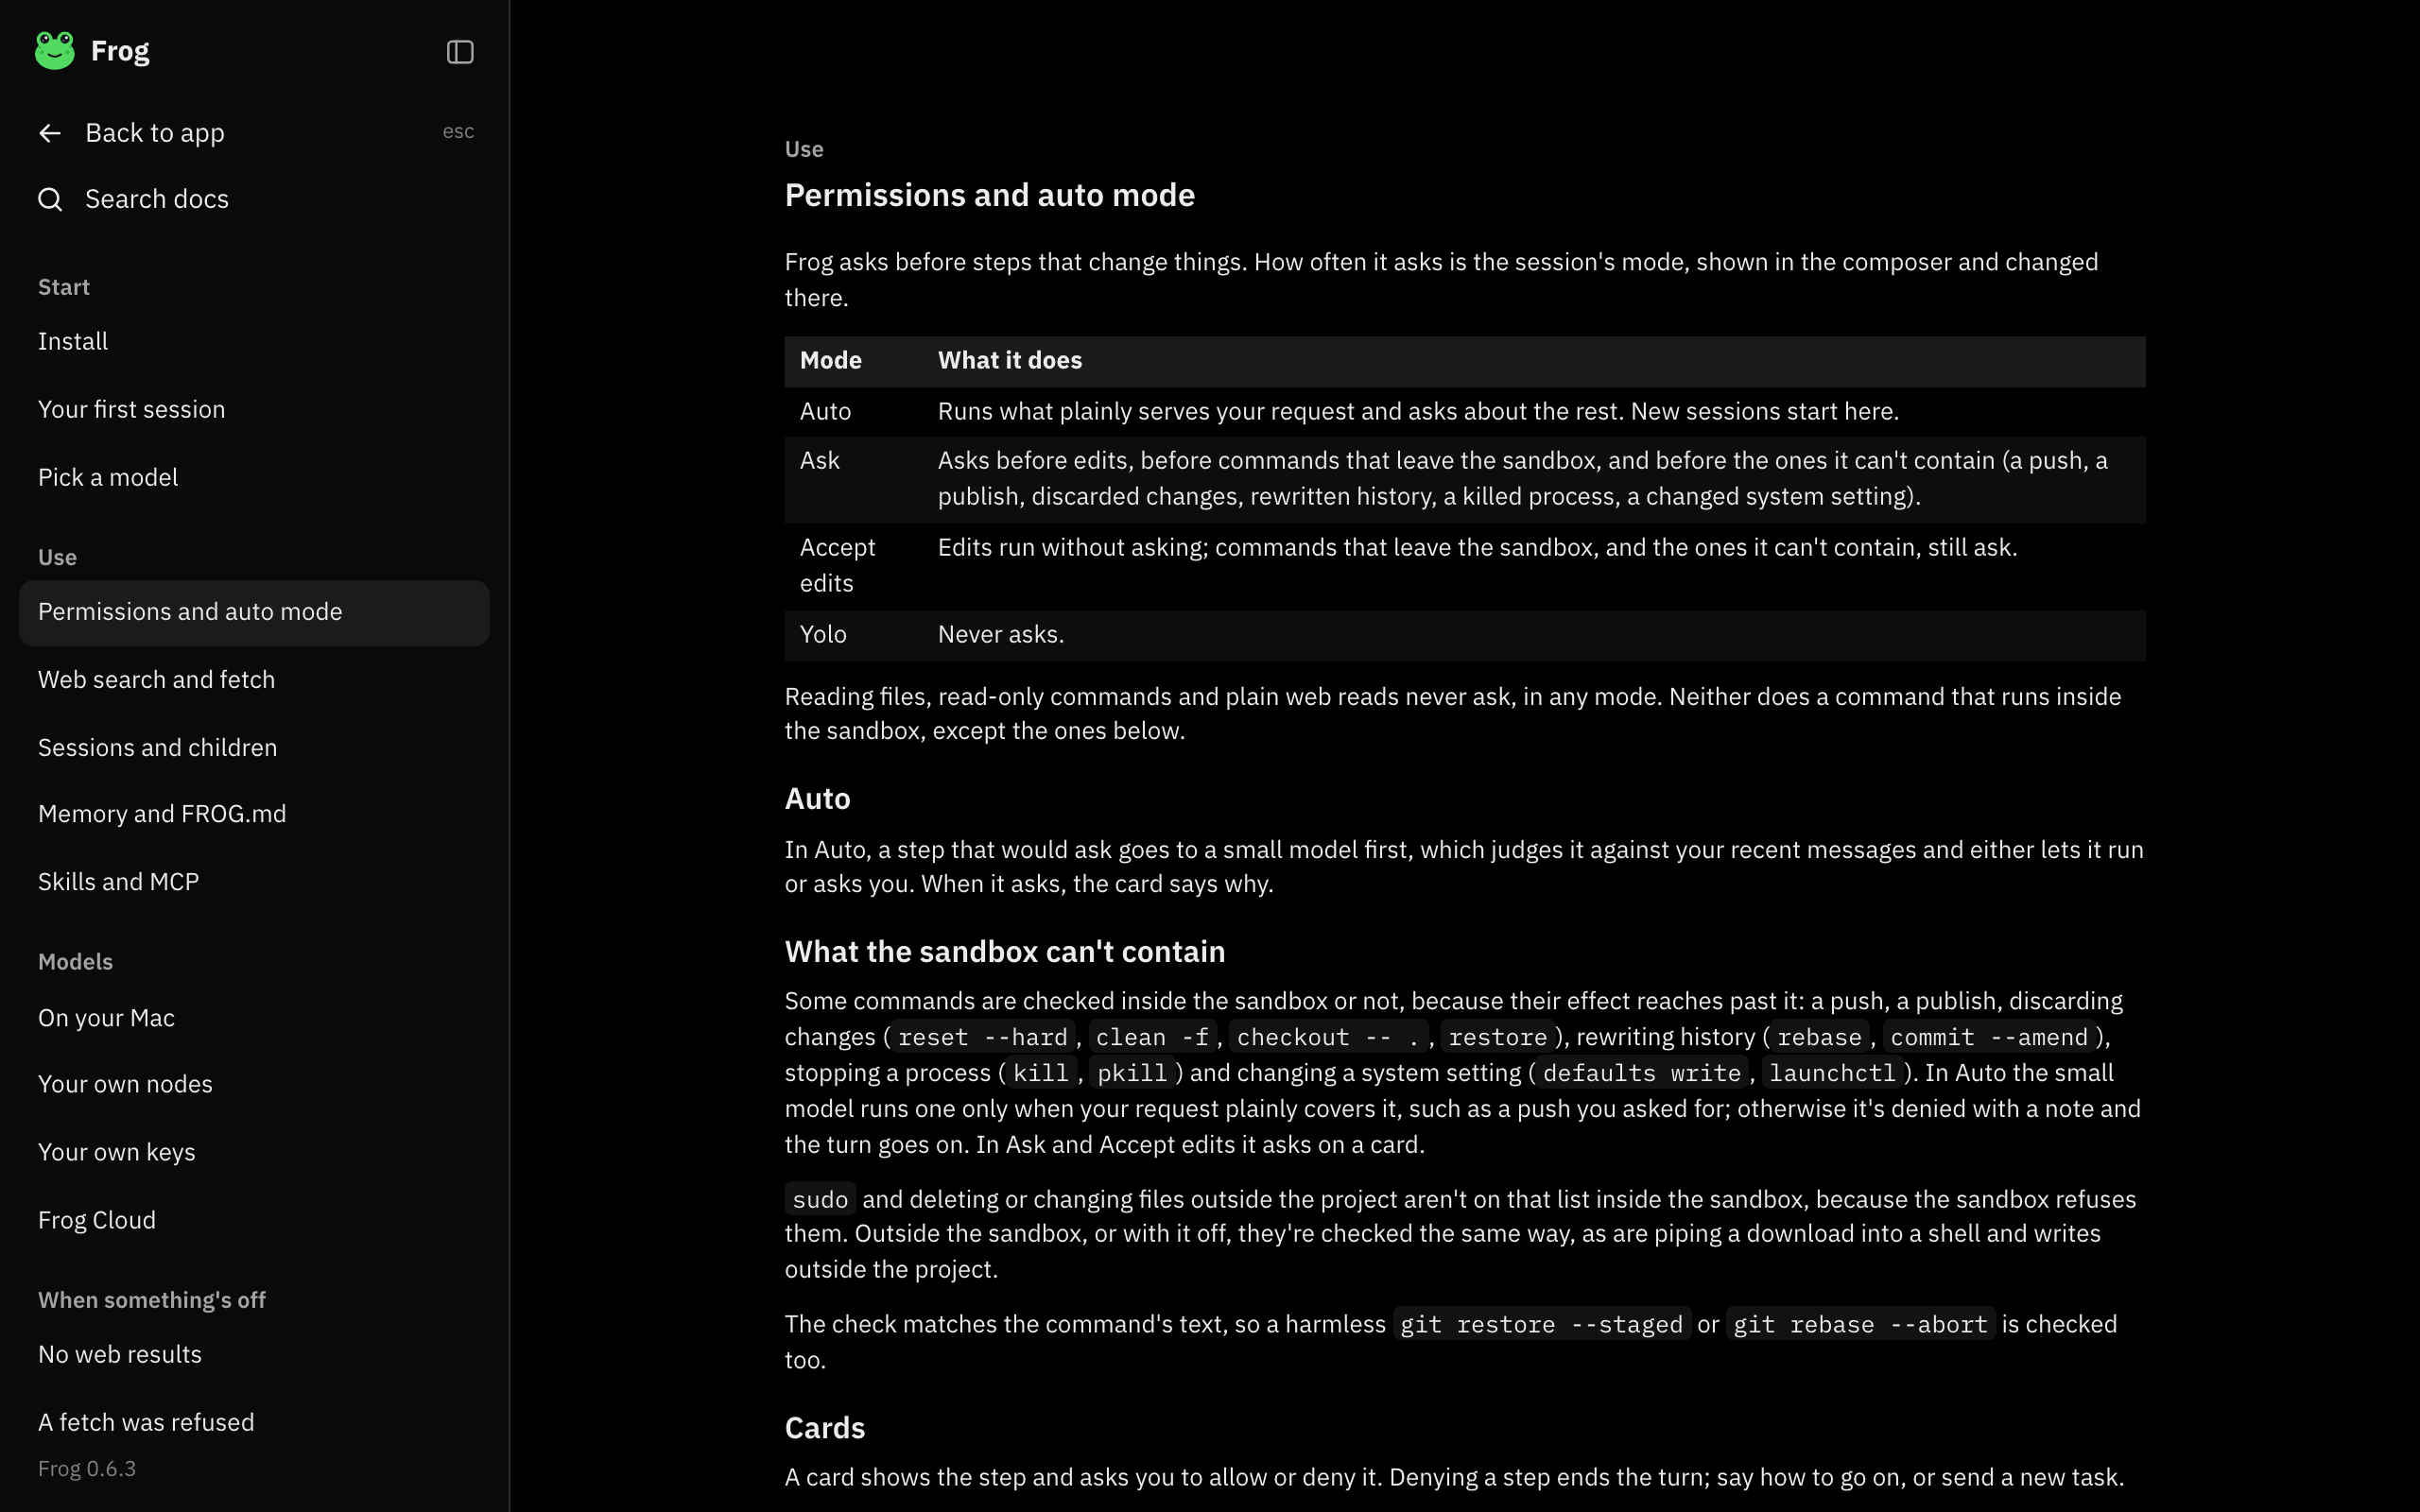 Frog
Back to app
esc
Search docs
Start
Install
Your first session
Pick a model
Use
Permissions and auto mode
Web search and fetch
Sessions and children
Memory and FROG.md
Skills and MCP
Models
On your Mac
Your own nodes
Your own keys
Frog Cloud
When something's off
No web results
A fetch was refused
Frog 0.6.3
Use
Permissions and auto mode
Frog asks before steps that change things. How often it asks is the session's mode, shown in the composer and changed
there.
Mode What it does
Auto Runs what plainly serves your request and asks about the rest. New sessions start here.
Ask Asks before edits, before commands that leave the sandbox, and before the ones it can't contain (a push, a
publish, discarded changes, rewritten history, a killed process, a changed system setting).
Accept Edits run without asking; commands that leave the sandbox, and the ones it can't contain, still ask.
edits
Yolo Never asks.
Reading files, read-only commands and plain web reads never ask, in any mode. Neither does a command that runs inside
the sandbox, except the ones below.
Auto
In Auto, a step that would ask goes to a small model first, which judges it against your recent messages and either lets it run
or asks you. When it asks, the card says why.
What the sandbox can't contain
Some commands are checked inside the sandbox or not, because their effect reaches past it: a push, a publish, discarding
changes ( reset --hard , clean -f , checkout -- . , restore ), rewriting history ( rebase , commit --amend ),
stopping a process ( kill , pkill ) and changing a system setting ( defaults write , launchctl ). In Auto the small
model runs one only when your request plainly covers it, such as a push you asked for; otherwise it's denied with a note and
the turn goes on. In Ask and Accept edits it asks on a card.
sudo and deleting or changing files outside the project aren't on that list inside the sandbox, because the sandbox refuses
them. Outside the sandbox, or with it off, they're checked the same way, as are piping a download into a shell and writes
outside the project.
The check matches the command's text, so a harmless git restore --staged or git rebase --abort is checked
too.
Cards
A card shows the step and asks you to allow or deny it. Denying a step ends the turn; say how to go on, or send a new task.